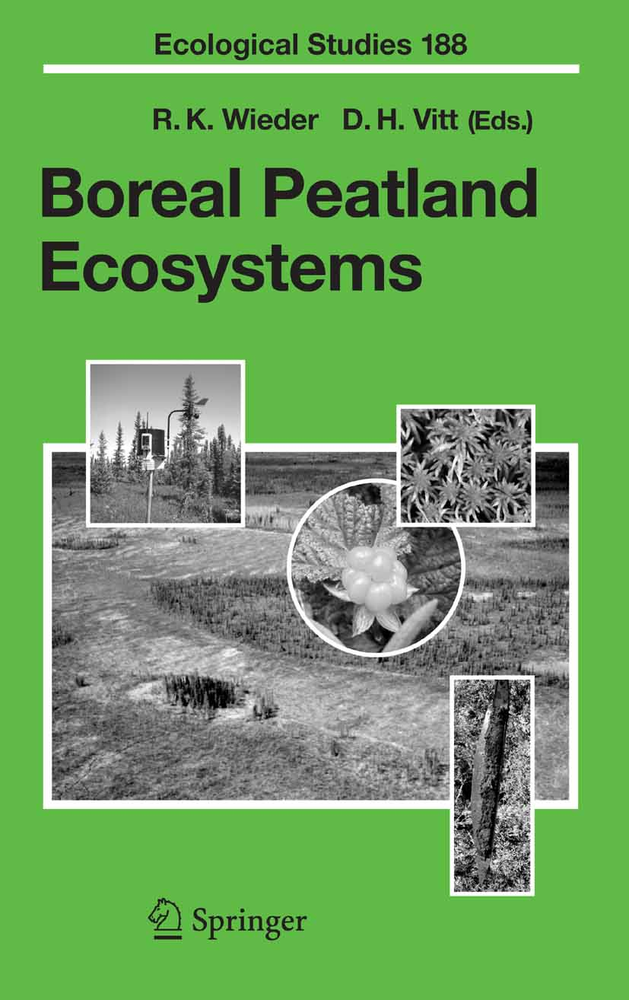 Ecological Studies 188
R. K. Wieder D. H. Vitt (Eds.)
Boreal Peatland
Ecosystems
Springer